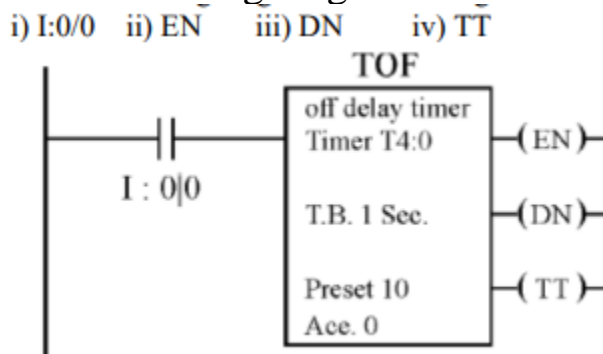 i) I:0/0 ii) EN iii) DN iv) TT
TOF
off delay timer
Timer T4:0
(EN)
I : 0|0
T.B. 1 Sec.
(DN)
Preset 10
(TT)
Acc. 0